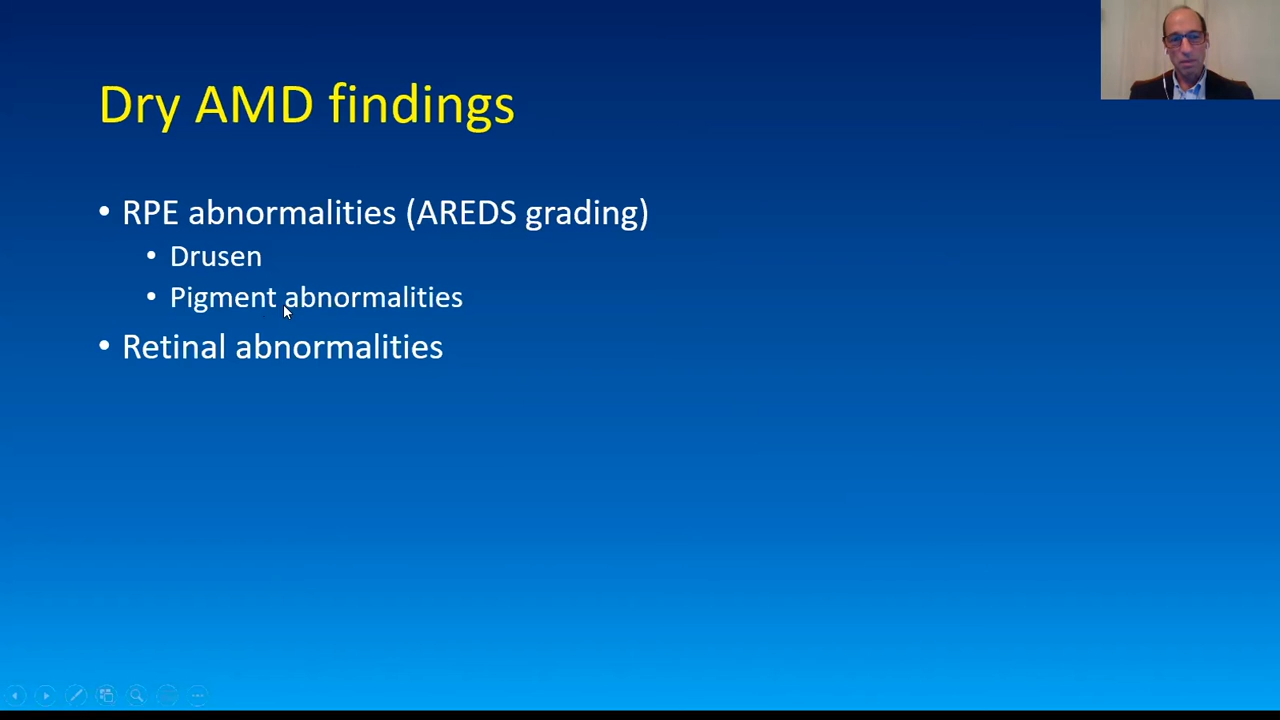 Dry AMD findings
• RPE abnormalities (AREDS grading)
• Drusen
• Pigment abnormalities
• Retinal abnormalities